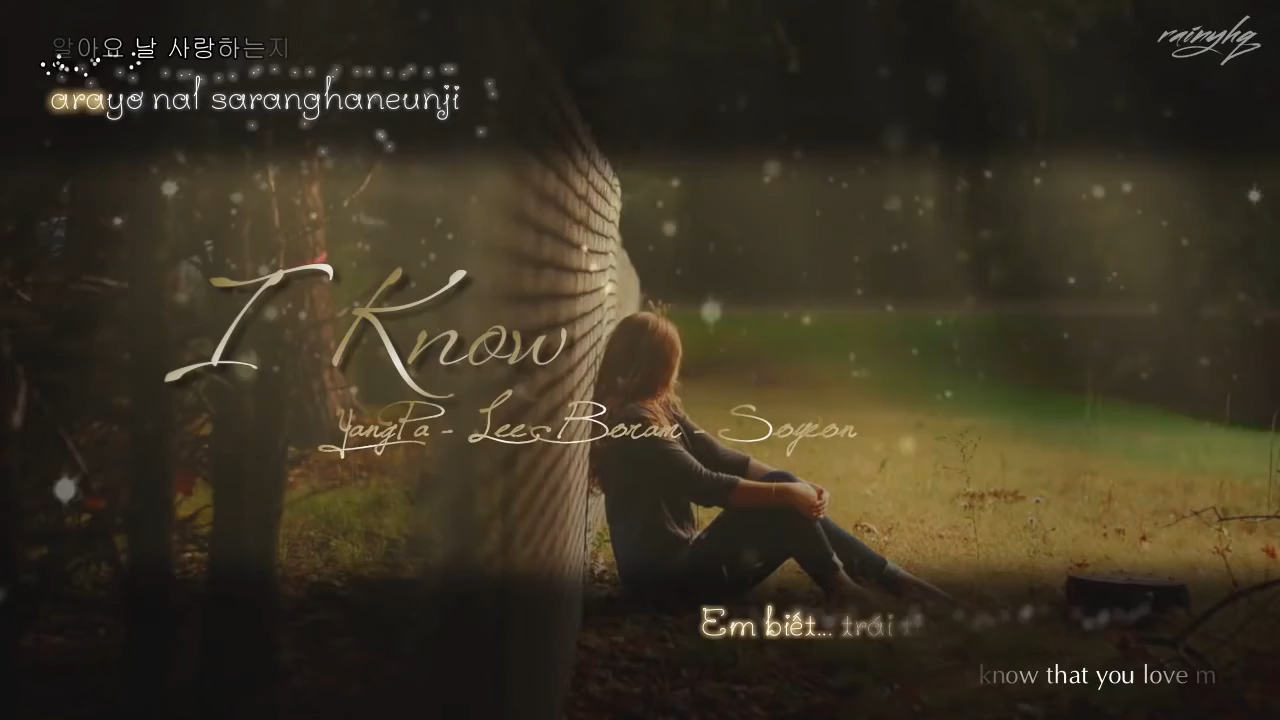 알아요 날 사랑하는지
rainyhq
arayo nal saranghaneunji
I Know
YangPa - Lee Boram - Soyeon
Em biết... trái
know that you love m